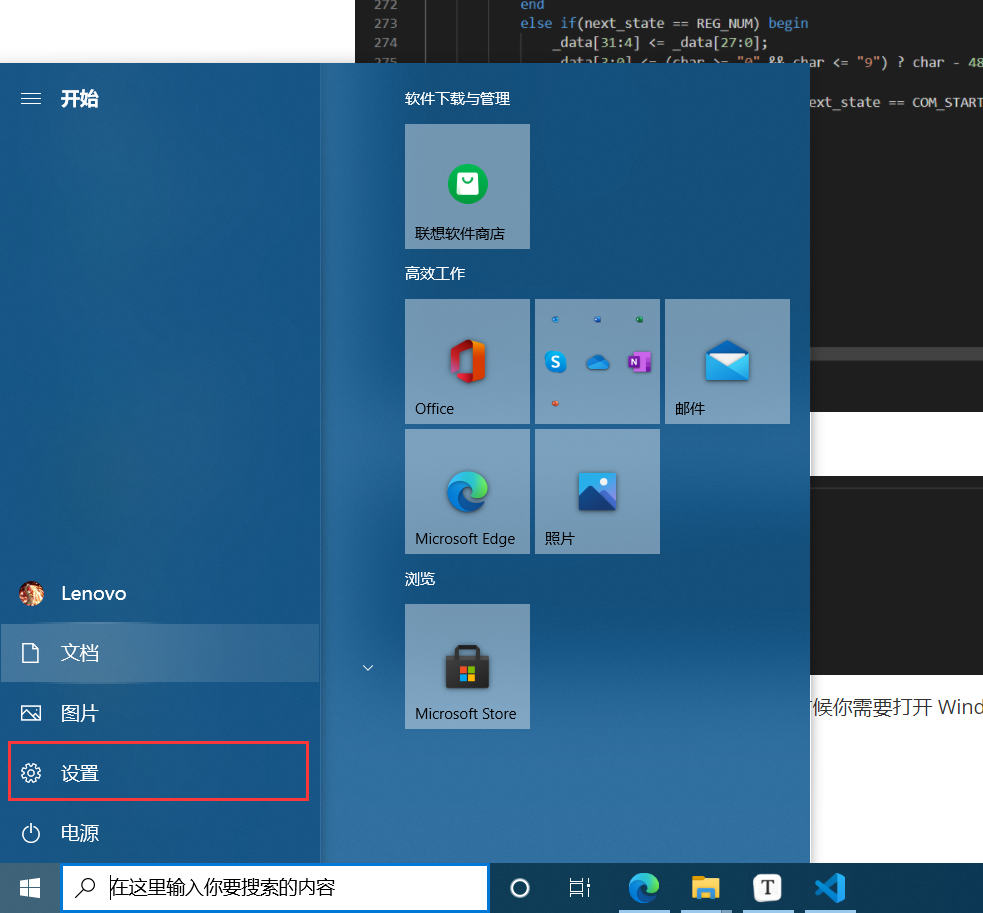 272 end
273 else if(next_state == REG_NUM) begin
274 _data[31:4] <= _data[27:0];
275 _data[3:0] <= (char >= "0" && char <= "9") ? char - 48
ext_state == COM_START
开始
软件下载与管理
联想软件商店
高效工作
Office
邮件
Microsoft Edge
照片
浏览
Microsoft Store
Lenovo
文档
图片
设置
电源
候你需要打开 Wind
在这里输入你要搜索的内容